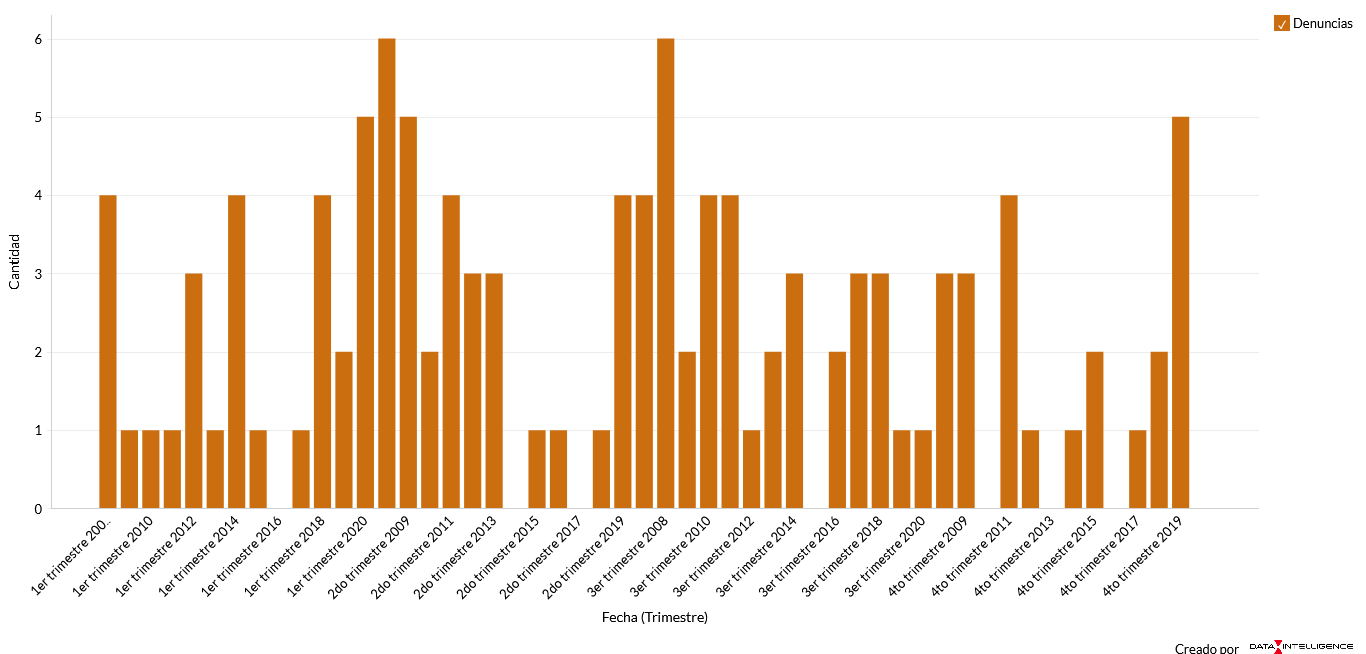 Denuncias
Cantidad
6
5
4
3
2
1
0
1er trimestre 200..
1er trimestre 2010
1er trimestre 2012
1er trimestre 2014
1er trimestre 2016
1er trimestre 2018
1er trimestre 2020
2do trimestre 2009
2do trimestre 2011
2do trimestre 2013
2do trimestre 2015
2do trimestre 2017
2do trimestre 2019
3er trimestre 2008
3er trimestre 2010
3er trimestre 2012
3er trimestre 2014
3er trimestre 2016
3er trimestre 2018
3er trimestre 2020
4to trimestre 2009
4to trimestre 2011
4to trimestre 2013
4to trimestre 2015
4to trimestre 2017
4to trimestre 2019
Fecha (Trimestre)
Creado por DATA INTELLIGENCE